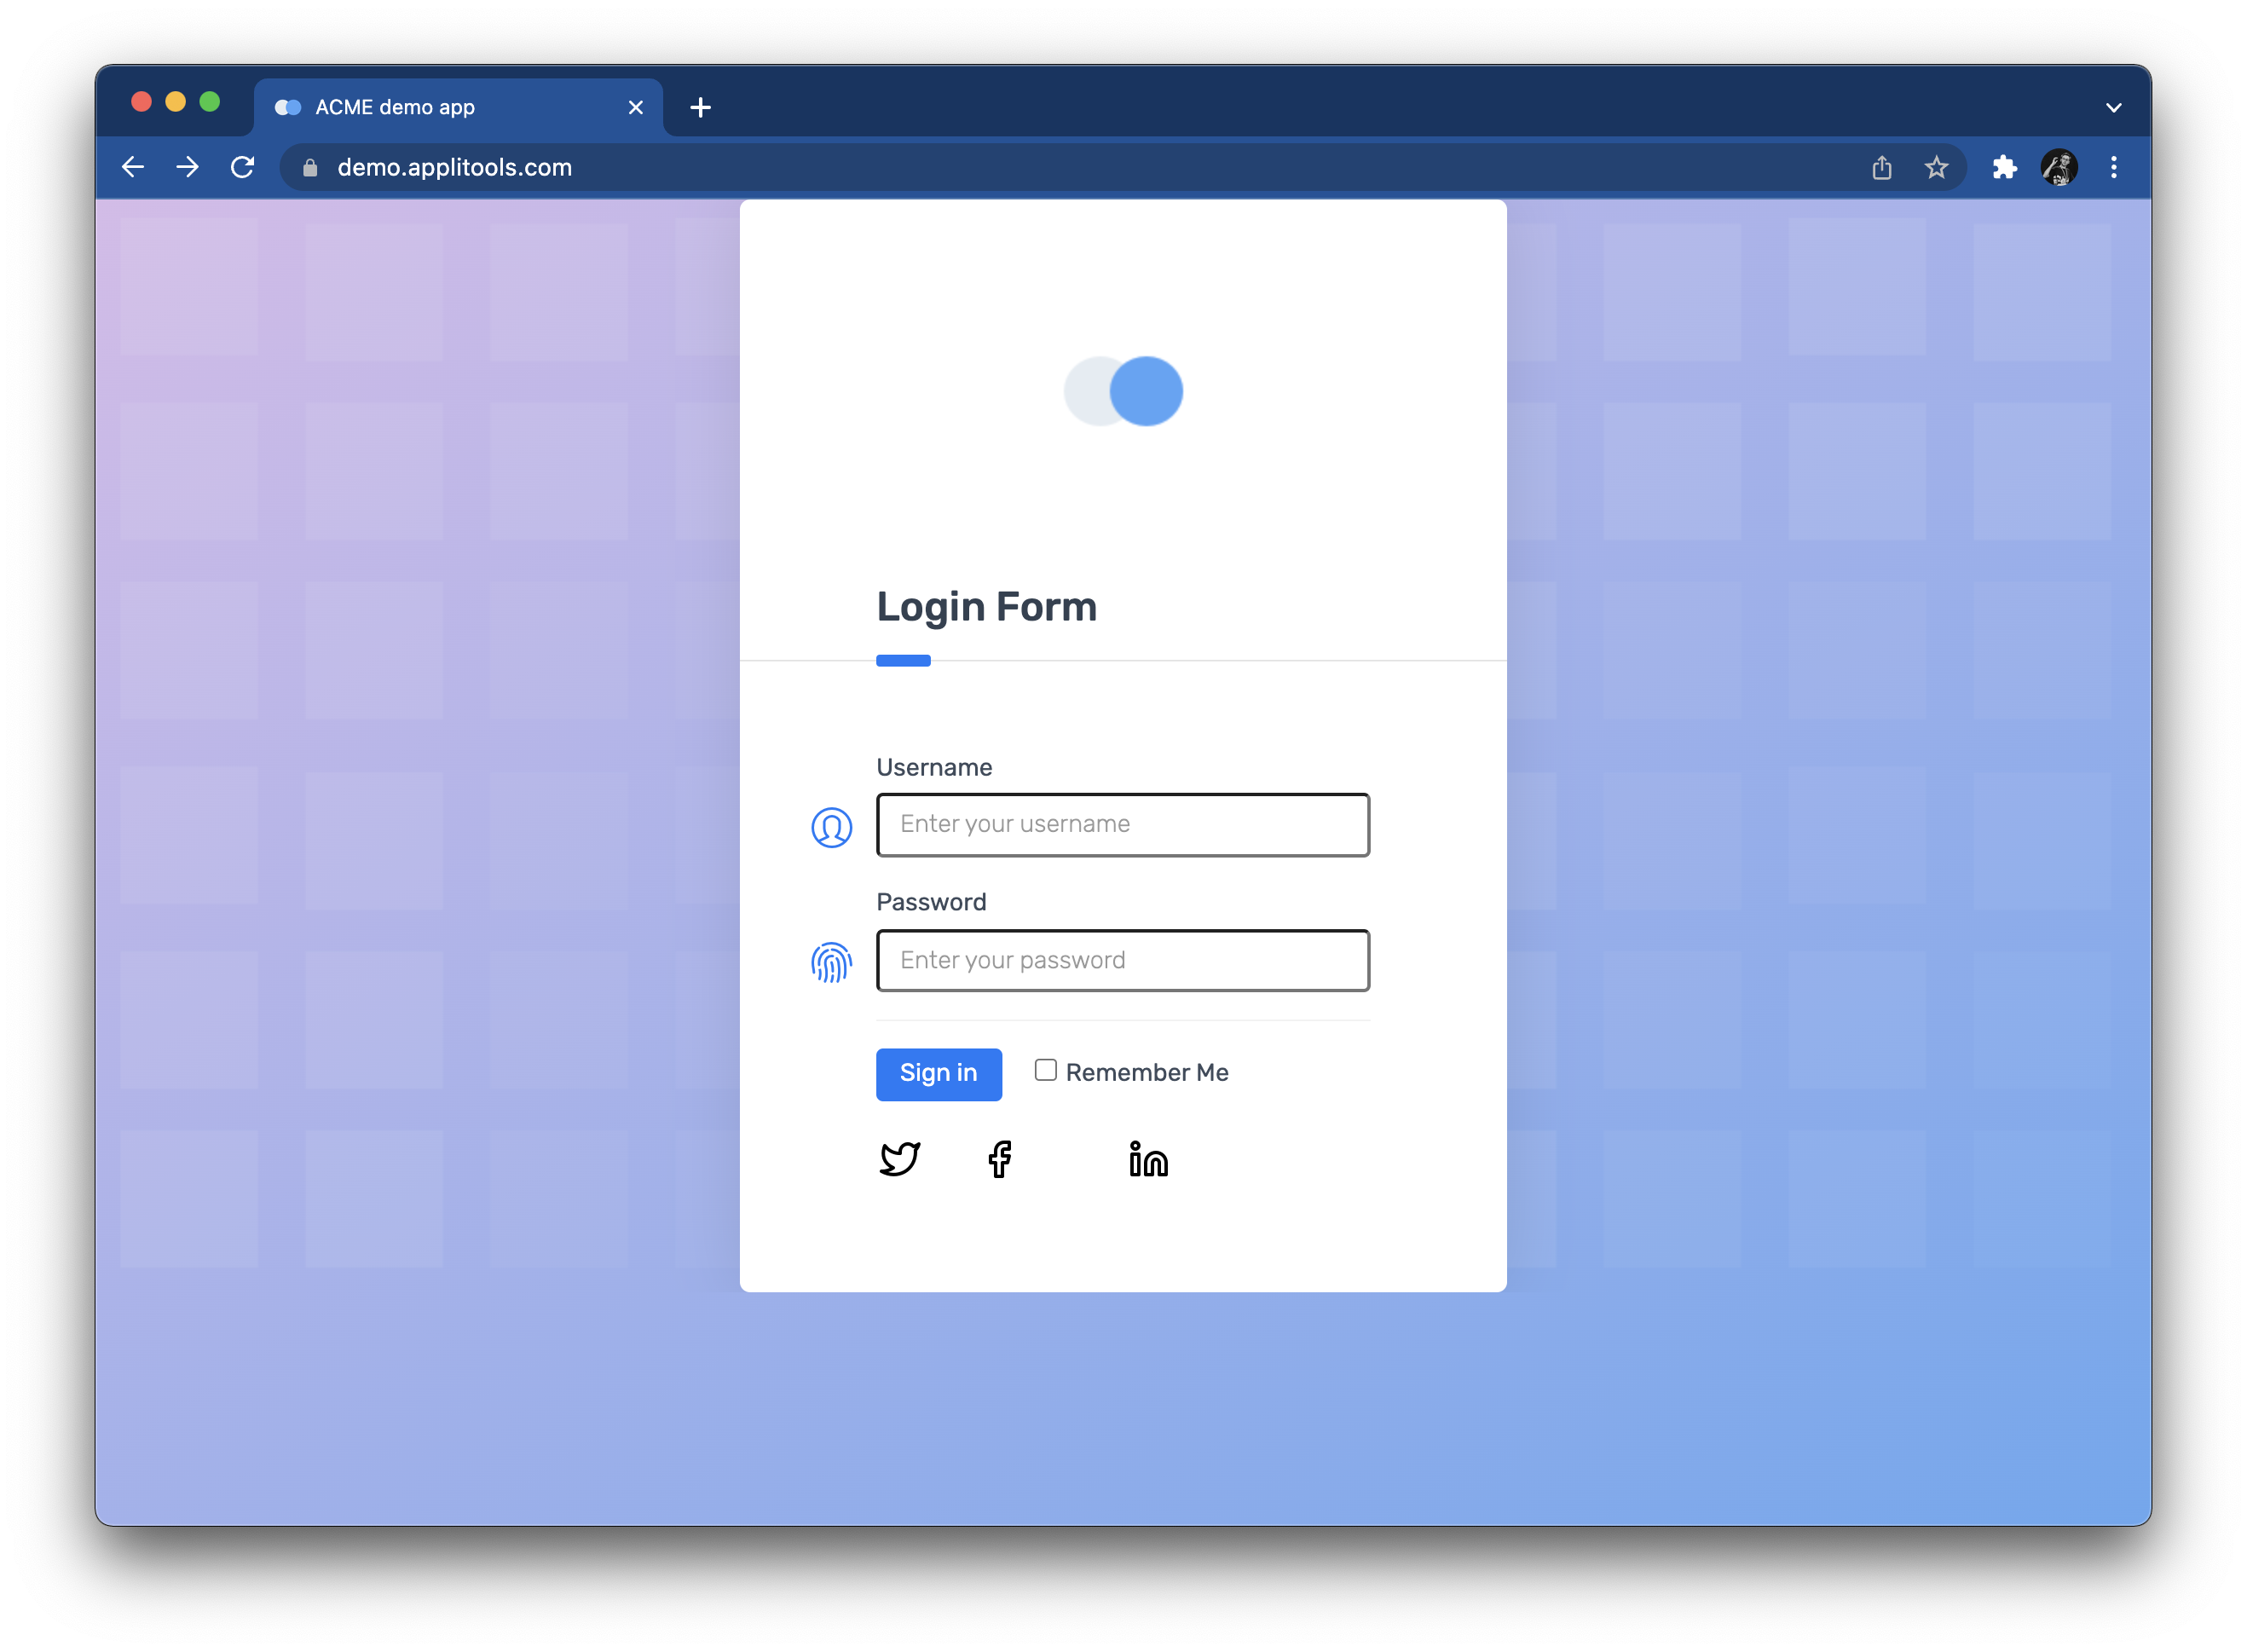 ACME demo app
demo.applitools.com
Login Form
Username
Enter your username
Password
Enter your password
Sign in Remember Me